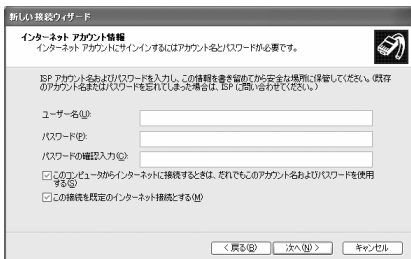 新しい接続ウィザード
インターネット アカウント情報
インターネット アカウントにサインインするにはアカウント名とパスワードが必要です。
ISP アカウント名およびパスワードを入力し、この情報を書き留めてから安全な場所に保管してください。(既存
のアカウント名またはパスワードを忘れてしまった場合は、ISP に問い合わせてください。)
ユーザー名(U):
パスワード(P):
パスワードの確認入力(C):
このコンピュータからインターネットに接続するときは、だれでもこのアカウント名およびパスワードを使用
する(S)
この接続を既定のインターネット接続とする(M)
< 戻る(B)
次へ(N) >
キャンセル